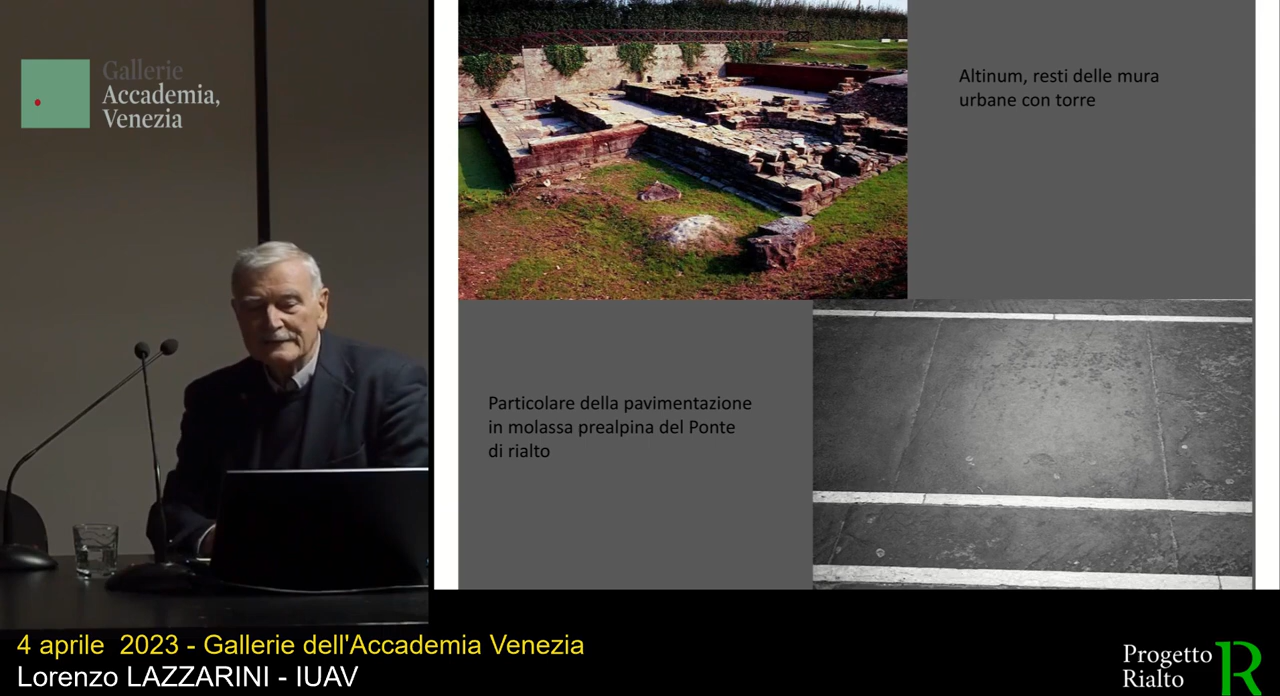 Gallerie
Accademia,
Venezia
Altinum, resti delle mura
urbane con torre
Particolare della pavimentazione
in molassa prealpina del Ponte
di rialto
4 aprile 2023 - Gallerie dell'Accademia Venezia
Lorenzo LAZZARINI - IUAV
Progetto
Rialto
R